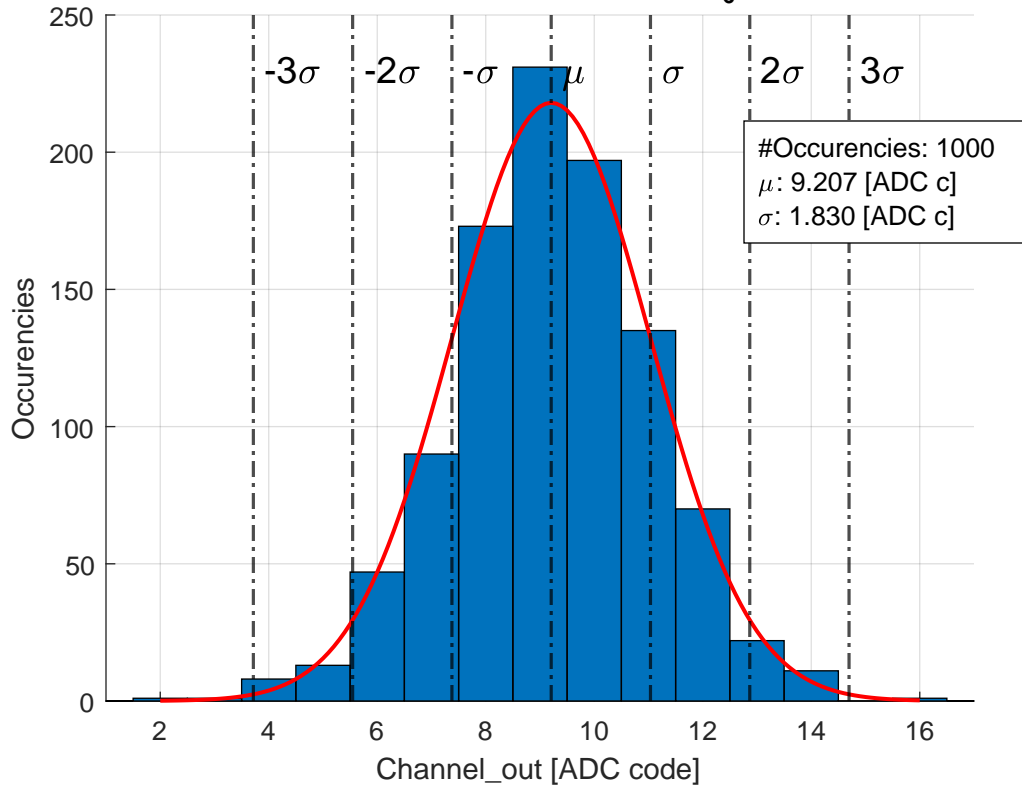 250
200
150
100
50
0
Occurencies
-3σ -2σ -σ μ σ 2σ 3σ
#Occurencies: 1000
μ: 9.207 [ADC c]
σ: 1.830 [ADC c]
2 4 6 8 10 12 14 16
Channel_out [ADC code]